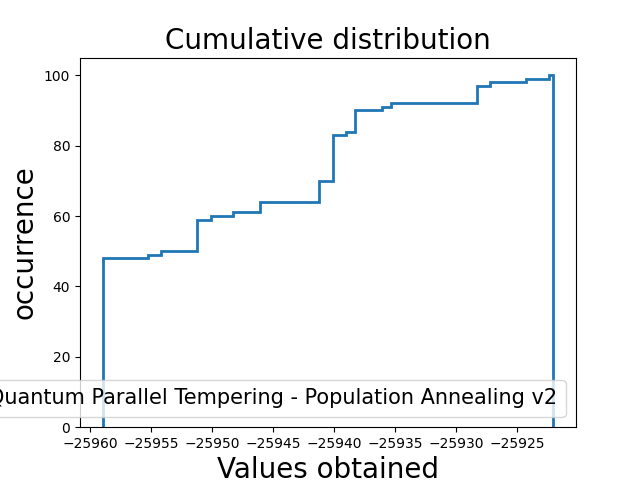 Cumulative distribution
occurrence
100
80
60
40
20
0
Quantum Parallel Tempering - Population Annealing v2
−25960 −25955 −25950 −25945 −25940 −25935 −25930 −25925
Values obtained